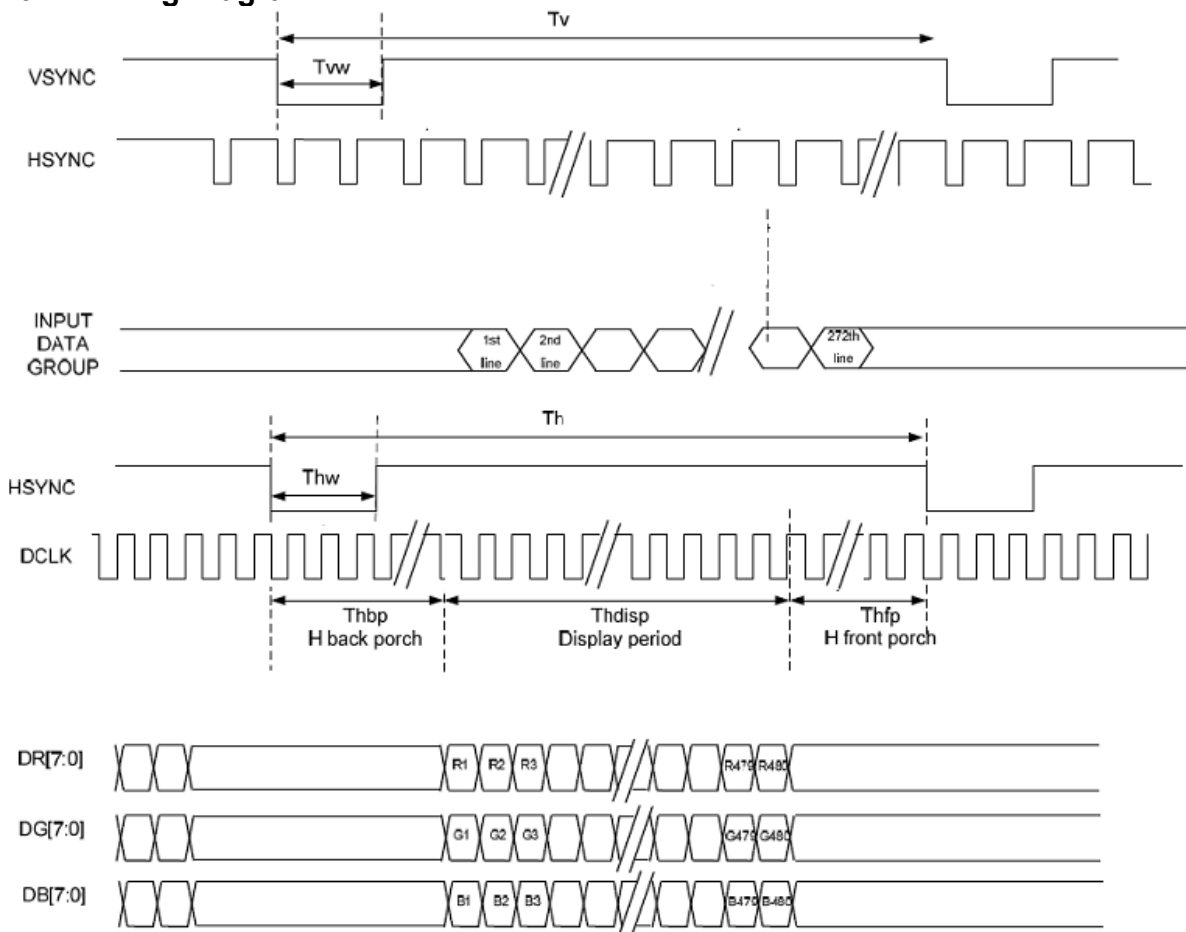 Tv
VSYNC
Tvw
HSYNC
INPUT
DATA
GROUP
1st
line
2nd
line
272th
line
Th
HSYNC
Thw
DCLK
Thbp
H back porch
Thdisp
Display period
Thfp
H front porch
DR[7:0]
R1 R2 R3 R479 R480
DG[7:0]
G1 G2 G3 G479 G480
DB[7:0]
B1 B2 B3 B479 B480